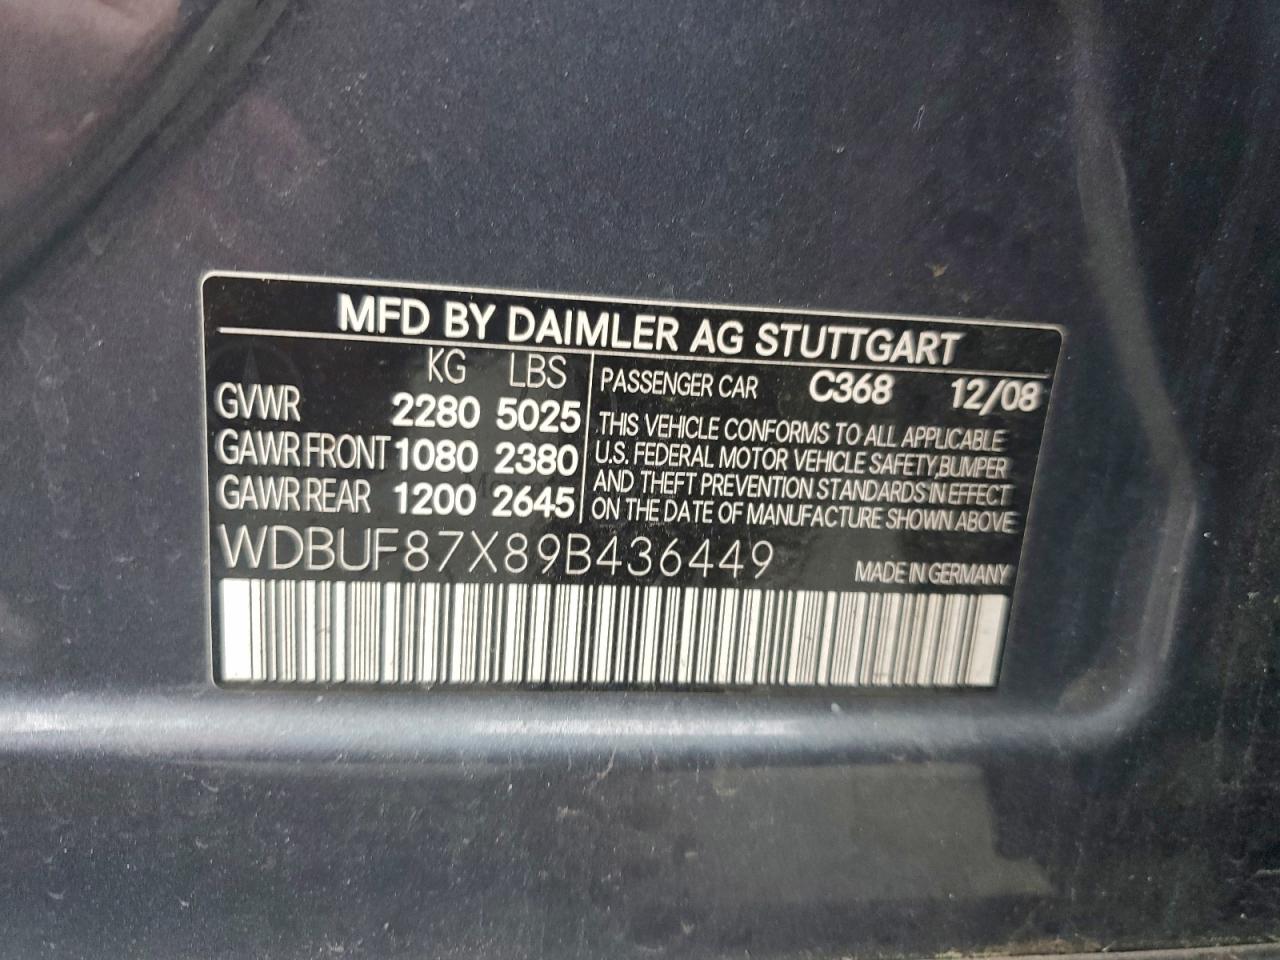 MFD BY DAIMLER AG STUTTGART
KG LBS
GVWR 2280 5025
GAWR FRONT 1080 2380
GAWR REAR 1200 2645
PASSENGER CAR C368 12/08
THIS VEHICLE CONFORMS TO ALL APPLICABLE
U.S. FEDERAL MOTOR VEHICLE SAFETY,BUMPER
AND THEFT PREVENTION STANDARDS IN EFFECT
ON THE DATE OF MANUFACTURE SHOWN ABOVE
WDBUF87X89B436449
MADE IN GERMANY